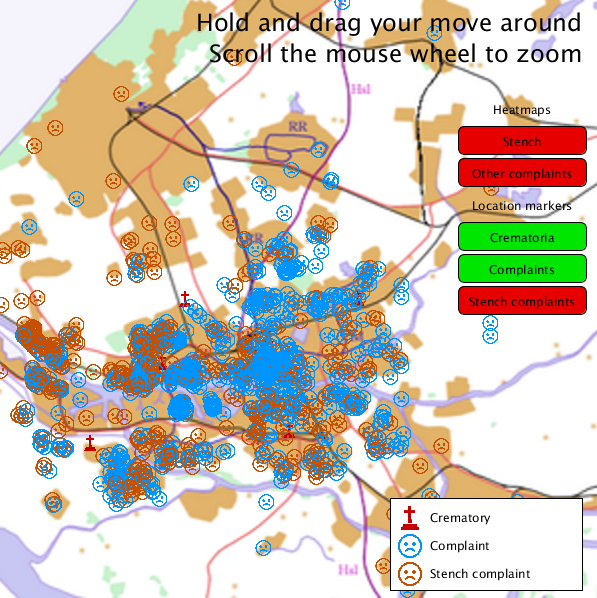 Hold and drag your move around
Scroll the mouse wheel to zoom
Hsl
Heatmaps
RR
Stench
Other complaints
Location markers
Crematoria
RR
Complaints
Stench complaints
Crematory
Complaint
Hsl
Stench complaint